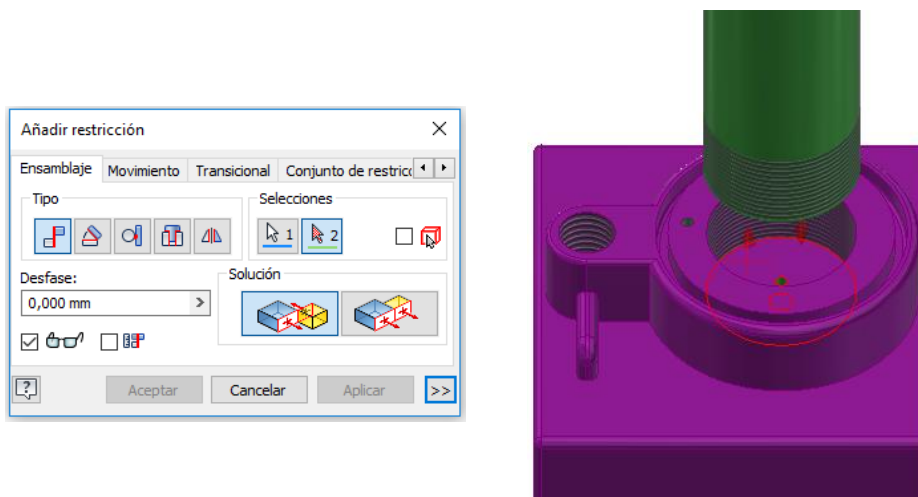 Añadir restricción
Ensamblaje Movimiento Transicional Conjunto de restricc
Tipo
Selecciones
1 2
Desfase:
0,000 mm
Solución
? Aceptar Cancelar Aplicar >>